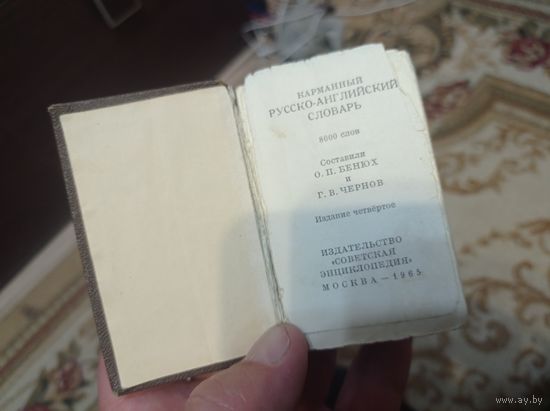 КАРМАННЫЙ
РУССКО-АНГЛИЙСКИЙ
СЛОВАРЬ
8000 слов
Составили
О. П. БЕНЮХ
и
Г. В. ЧЕРНОВ
Издание четвёртое
ИЗДАТЕЛЬСТВО
«СОВЕТСКАЯ
ЭНЦИКЛОПЕДИЯ»
МОСКВА — 1965
www.ay.by